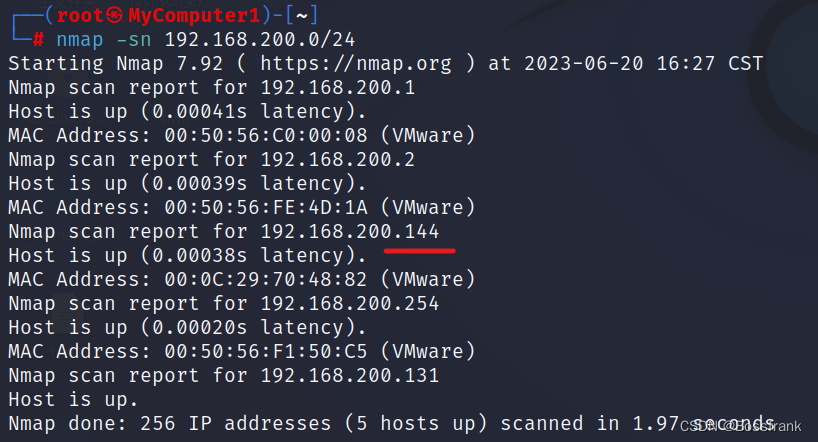 ┌──(root㉿MyComputer1)-[~]
└─# nmap -sn 192.168.200.0/24
Starting Nmap 7.92 ( https://nmap.org ) at 2023-06-20 16:27 CST
Nmap scan report for 192.168.200.1
Host is up (0.00041s latency).
MAC Address: 00:50:56:C0:00:08 (VMware)
Nmap scan report for 192.168.200.2
Host is up (0.00039s latency).
MAC Address: 00:50:56:FE:4D:1A (VMware)
Nmap scan report for 192.168.200.144
Host is up (0.00038s latency).
MAC Address: 00:0C:29:70:48:82 (VMware)
Nmap scan report for 192.168.200.254
Host is up (0.00020s latency).
MAC Address: 00:50:56:F1:50:C5 (VMware)
Nmap scan report for 192.168.200.131
Host is up.
Nmap done: 256 IP addresses (5 hosts up) scanned in 1.97 seconds
CSDN @Bossfrank